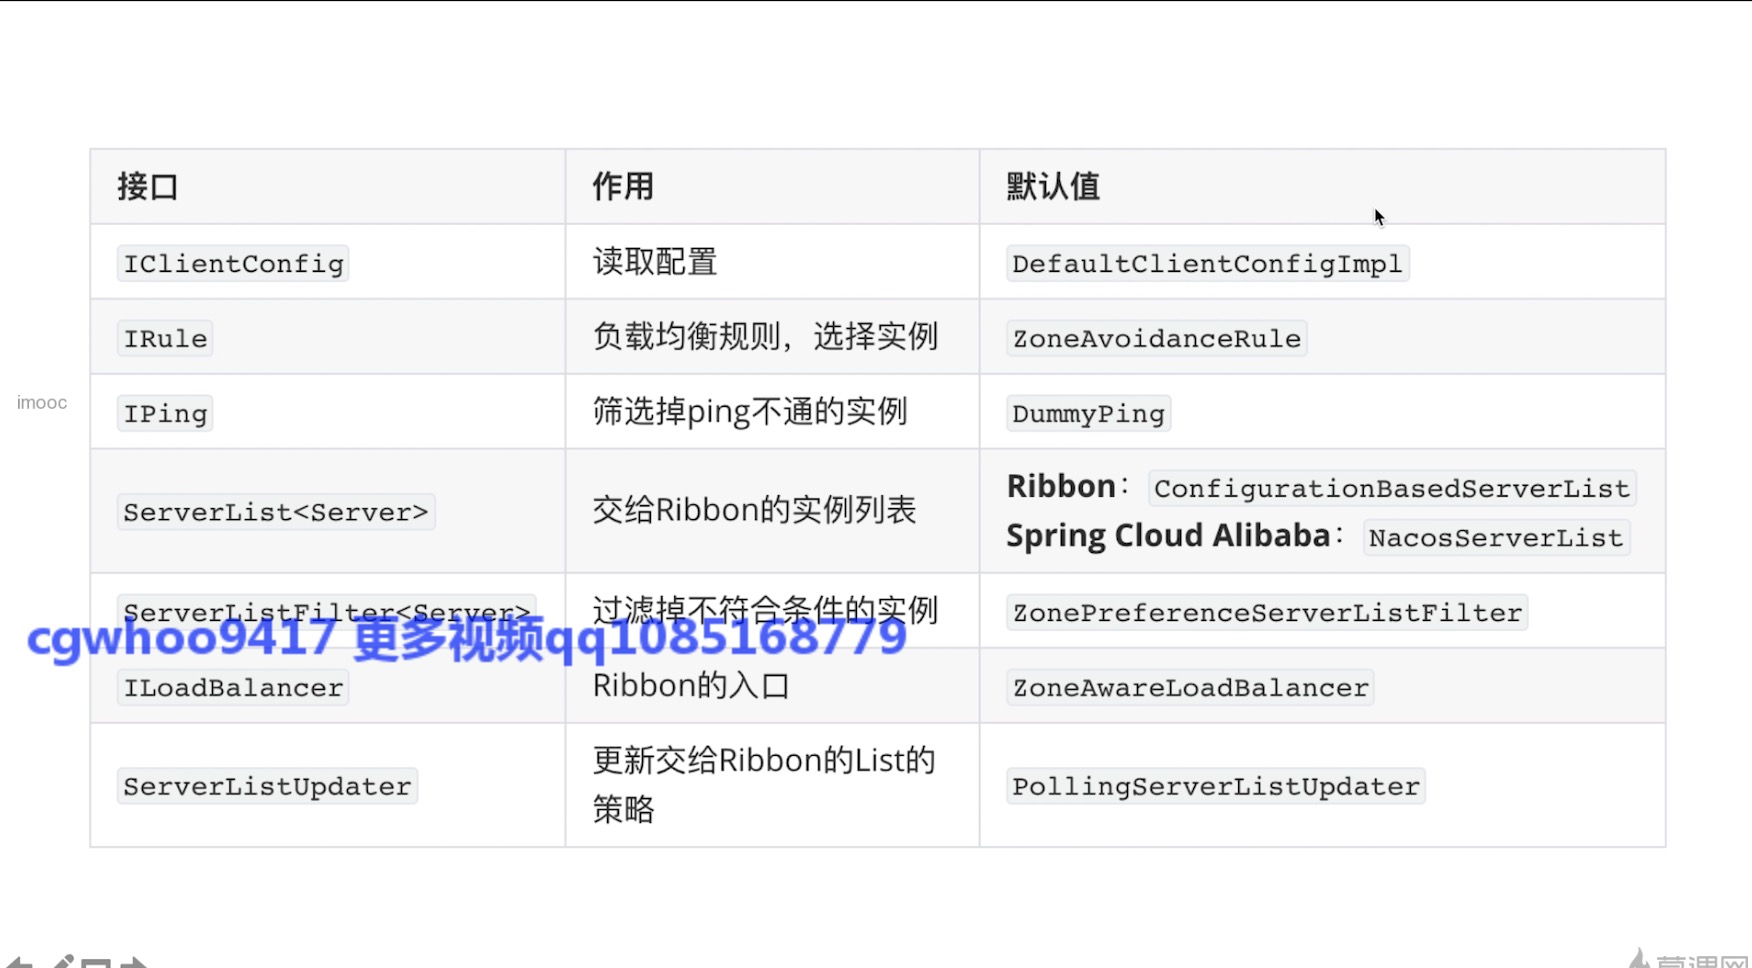 接口 作用 默认值
IClientConfig 读取配置 DefaultClientConfigImpl
IRule 负载均衡规则，选择实例 ZoneAvoidanceRule
imooc
IPing 筛选掉ping不通的实例 DummyPing
ServerList<Server> 交给Ribbon的实例列表 Ribbon： ConfigurationBasedServerList
Spring Cloud Alibaba： NacosServerList
ServerListFilter<Server> 过滤掉不符合条件的实例 ZonePreferenceServerListFilter
cgwhoo9417 更多视频qq1085168779
ILoadBalancer Ribbon的入口 ZoneAwareLoadBalancer
ServerListUpdater 更新交给Ribbon的List的 PollingServerListUpdater
策略
慕课网